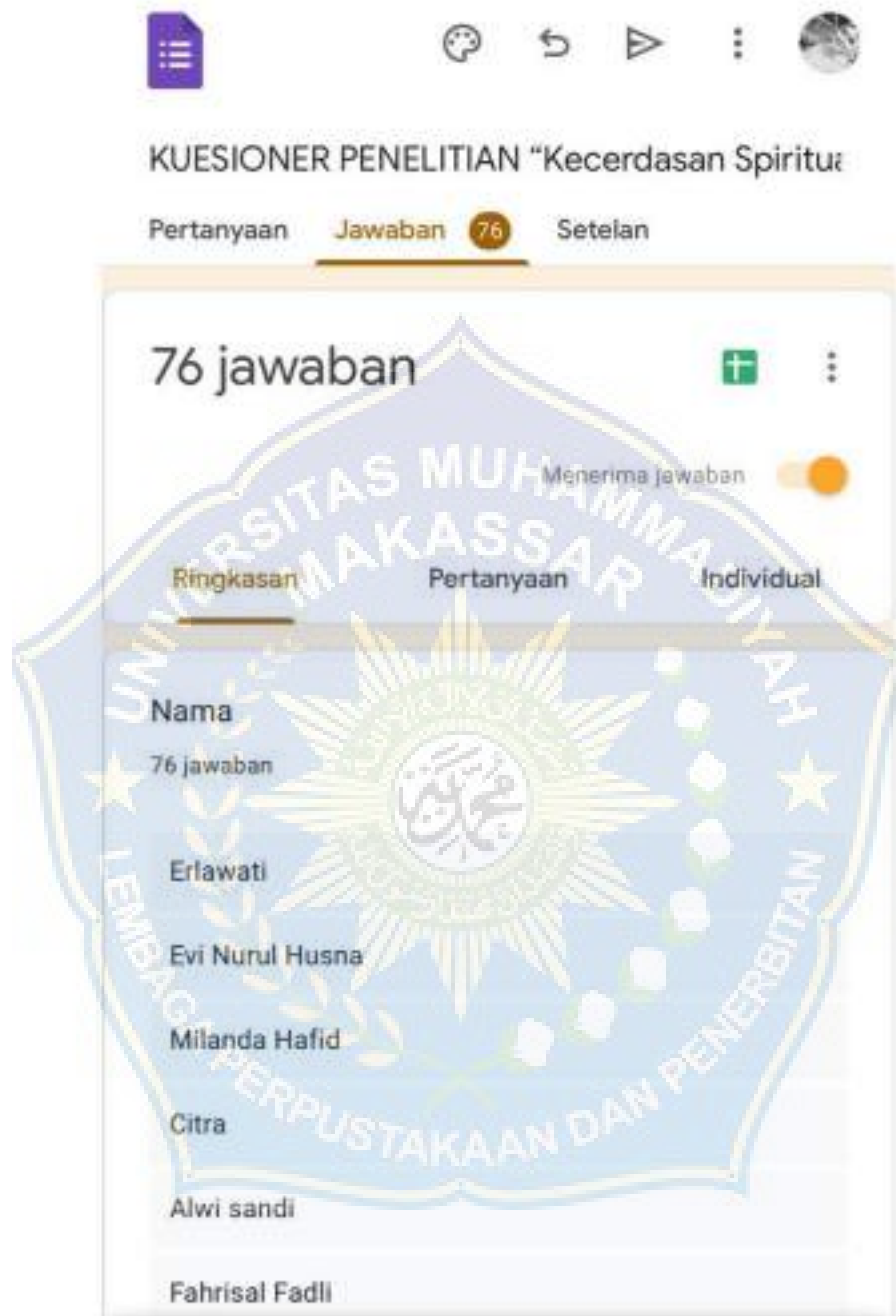 KUESIONER PENELITIAN “Kecerdasan Spiritua
Pertanyaan Jawaban 76 Setelan
76 jawaban
Menerima jawaban
Ringkasan Pertanyaan Individual
Nama
76 jawaban
Erlawati
Evi Nurul Husna
Milanda Hafid
Citra
Alwi sandi
Fahrisal Fadli
UNIVERSITAS MUHAMMADIYAH
MAKASSAR
LEMBAGA PERPUSTAKAAN DAN PENERBITAN